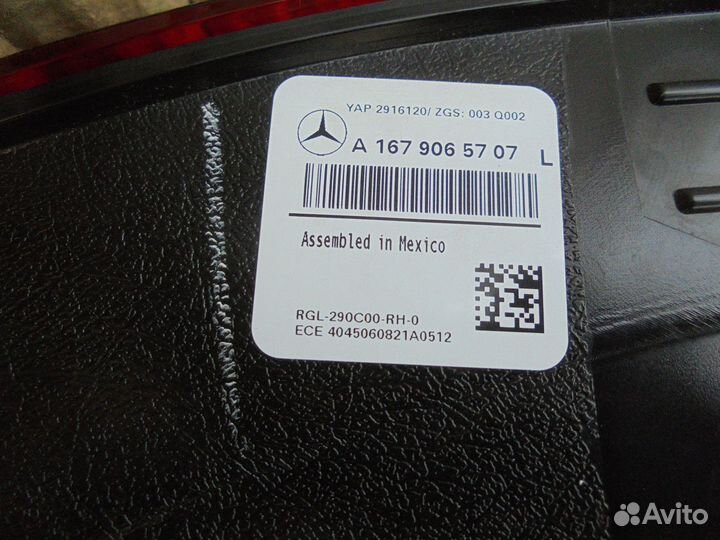 YAP 2916120/ ZGS: 003 Q002
A 167 906 57 07 L
Assembled in Mexico
RGL-290C00-RH-0
ECE 4045060821A0512
Avito